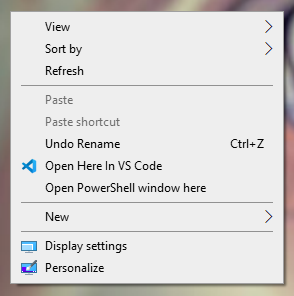 View
Sort by
Refresh
Paste
Paste shortcut
Undo Rename Ctrl+Z
Open Here In VS Code
Open PowerShell window here
New
Display settings
Personalize